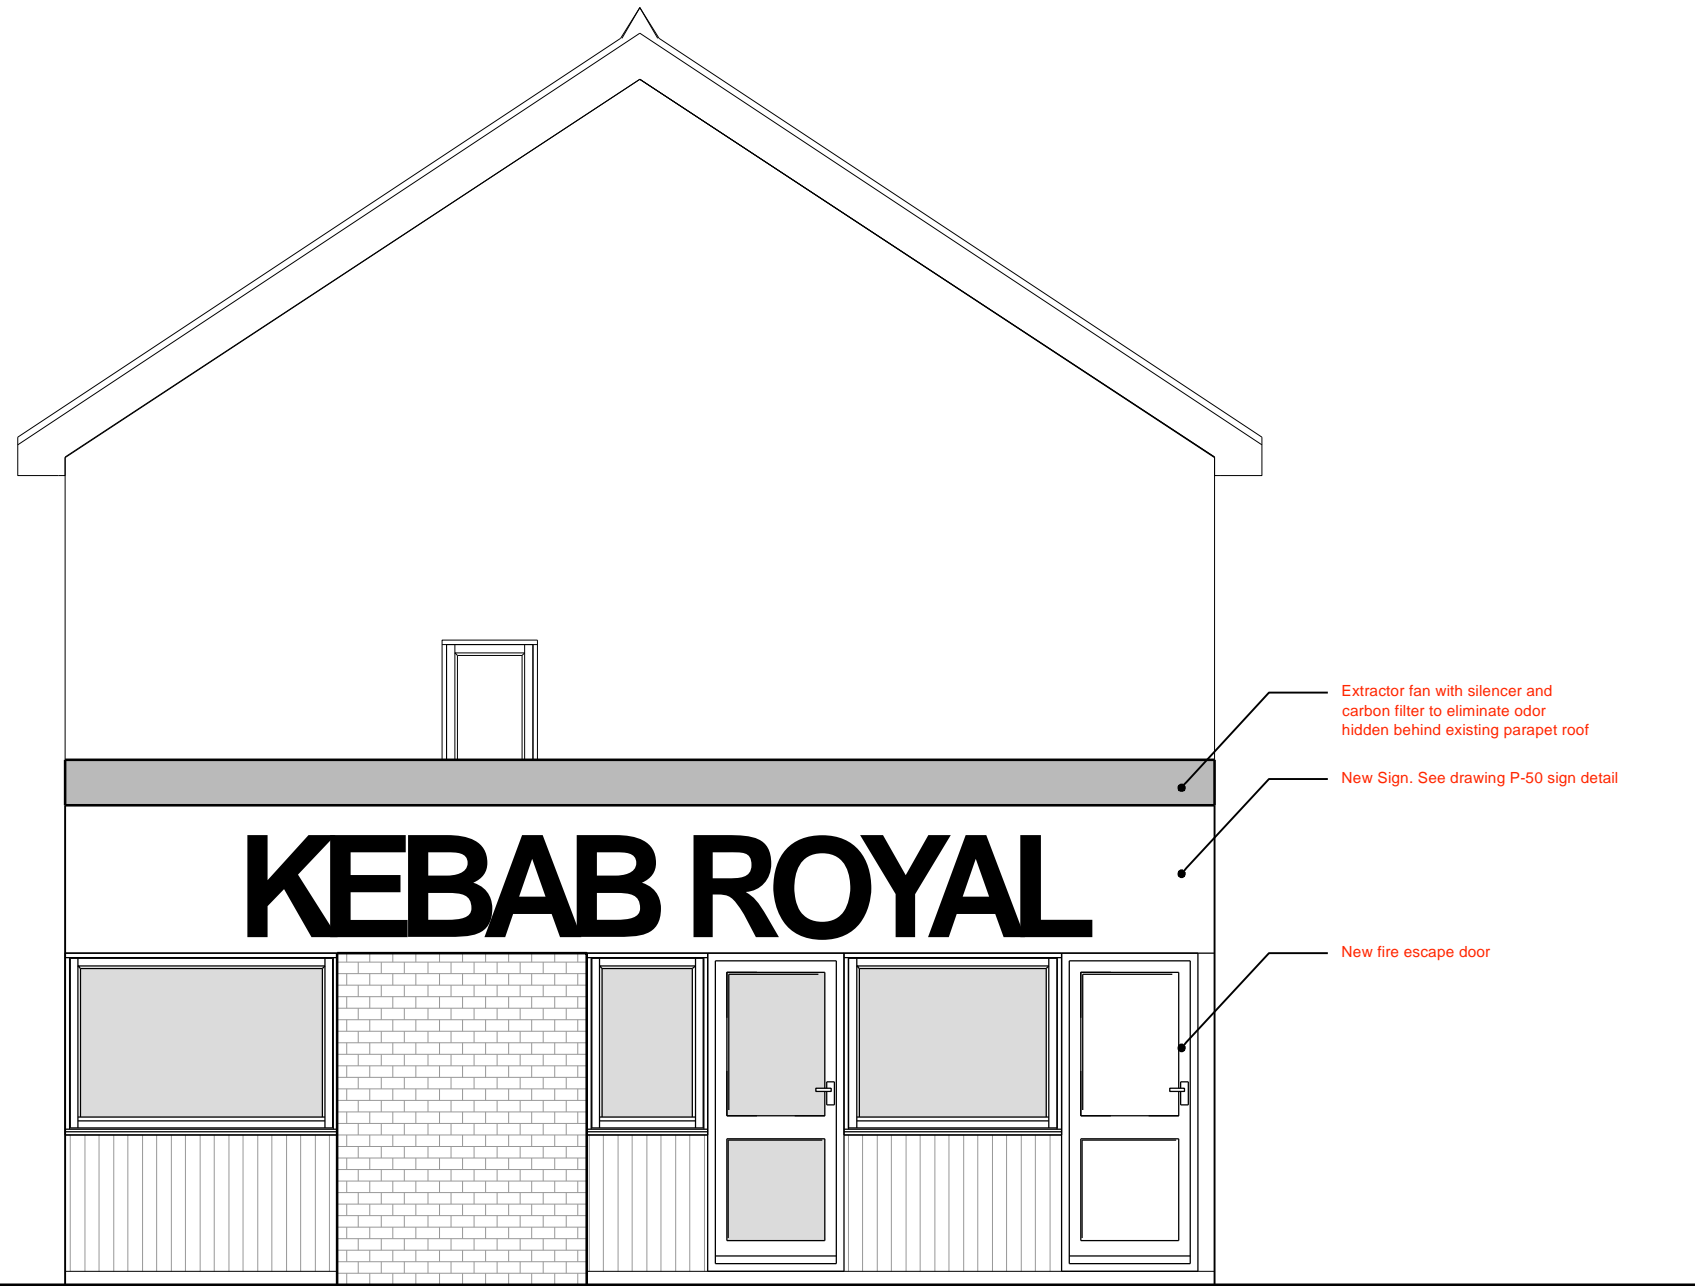 Extractor fan with silencer and
carbon filter to eliminate odor
hidden behind existing parapet roof
New Sign. See drawing P-50 sign detail
KEBAB ROYAL
New fire escape door